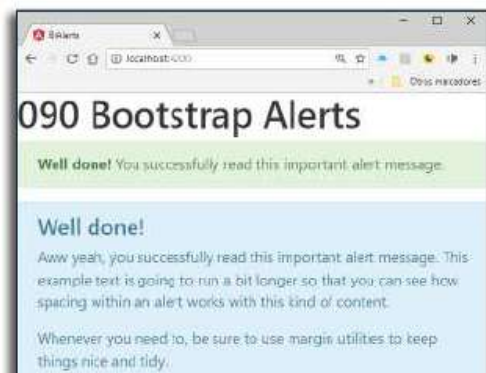 BAlerts
localhost:4200
Otros marcadores
090 Bootstrap Alerts
Well done! You successfully read this important alert message.
Well done!
Aww yeah, you successfully read this important alert message. This
example text is going to run a bit longer so that you can see how
spacing within an alert works with this kind of content.
Whenever you need to, be sure to use margin utilities to keep
things nice and tidy.